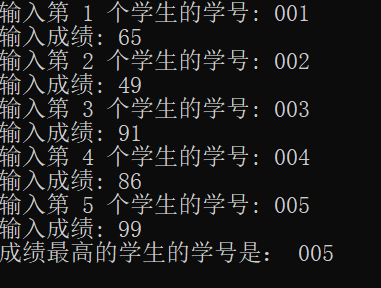 输入第 1 个学生的学号: 001
输入成绩: 65
输入第 2 个学生的学号: 002
输入成绩: 49
输入第 3 个学生的学号: 003
输入成绩: 91
输入第 4 个学生的学号: 004
输入成绩: 86
输入第 5 个学生的学号: 005
输入成绩: 99
成绩最高的学生的学号是： 005